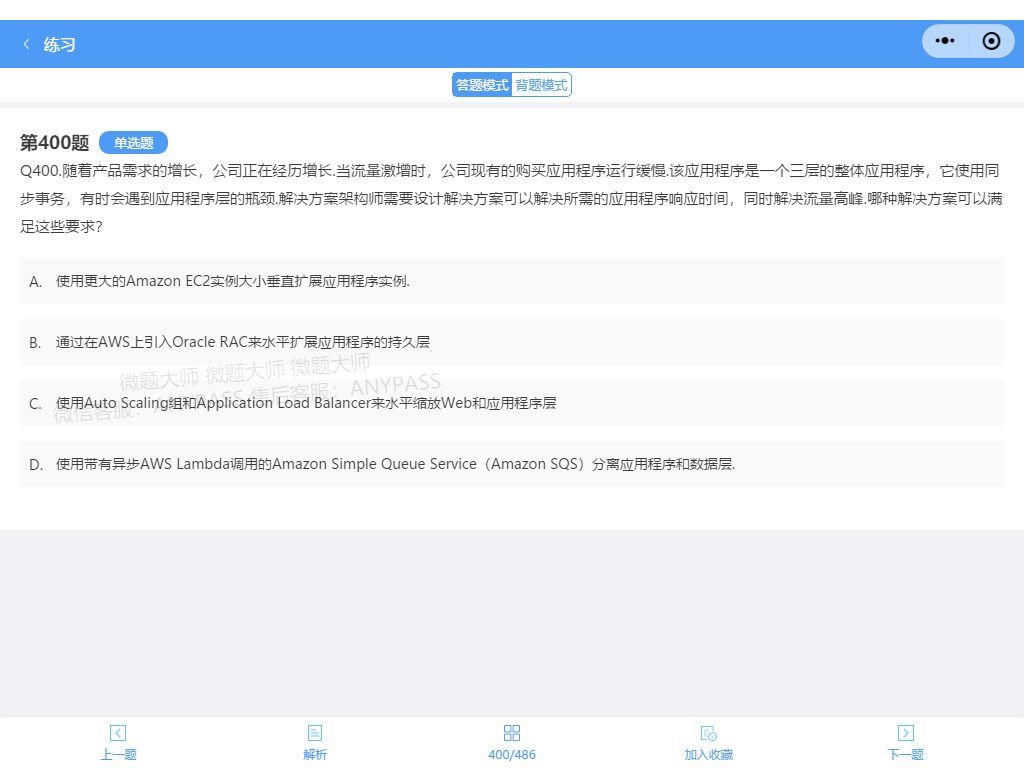 练习
答题模式 背题模式
第400题 单选题
Q400.随着产品需求的增长，公司正在经历增长.当流量激增时，公司现有的购买应用程序运行缓慢.该应用程序是一个三层的整体应用程序，它使用同
步事务，有时会遇到应用程序层的瓶颈.解决方案架构师需要设计解决方案可以解决所需的应用程序响应时间，同时解决流量高峰.哪种解决方案可以满
足这些要求？
A. 使用更大的Amazon EC2实例大小垂直扩展应用程序实例.
B. 通过在AWS上引入Oracle RAC来水平扩展应用程序的持久层
微题大师 微题大师 微题大师
微信客服：ANYPASS 售后客服：ANYPASS
C. 使用Auto Scaling组和Application Load Balancer来水平缩放Web和应用程序层
D. 使用带有异步AWS Lambda调用的Amazon Simple Queue Service（Amazon SQS）分离应用程序和数据层.
上一题 解析 400/486 加入收藏 下一题